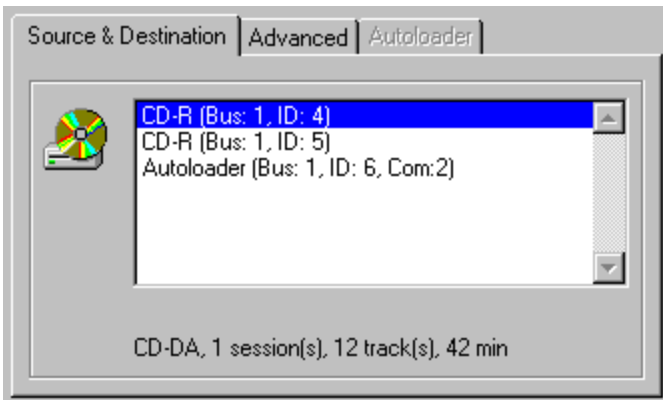 Source & Destination Advanced Autoloader
CD-R (Bus: 1, ID: 4)
CD-R (Bus: 1, ID: 5)
Autoloader (Bus: 1, ID: 6, Com:2)
CD-DA, 1 session(s), 12 track(s), 42 min